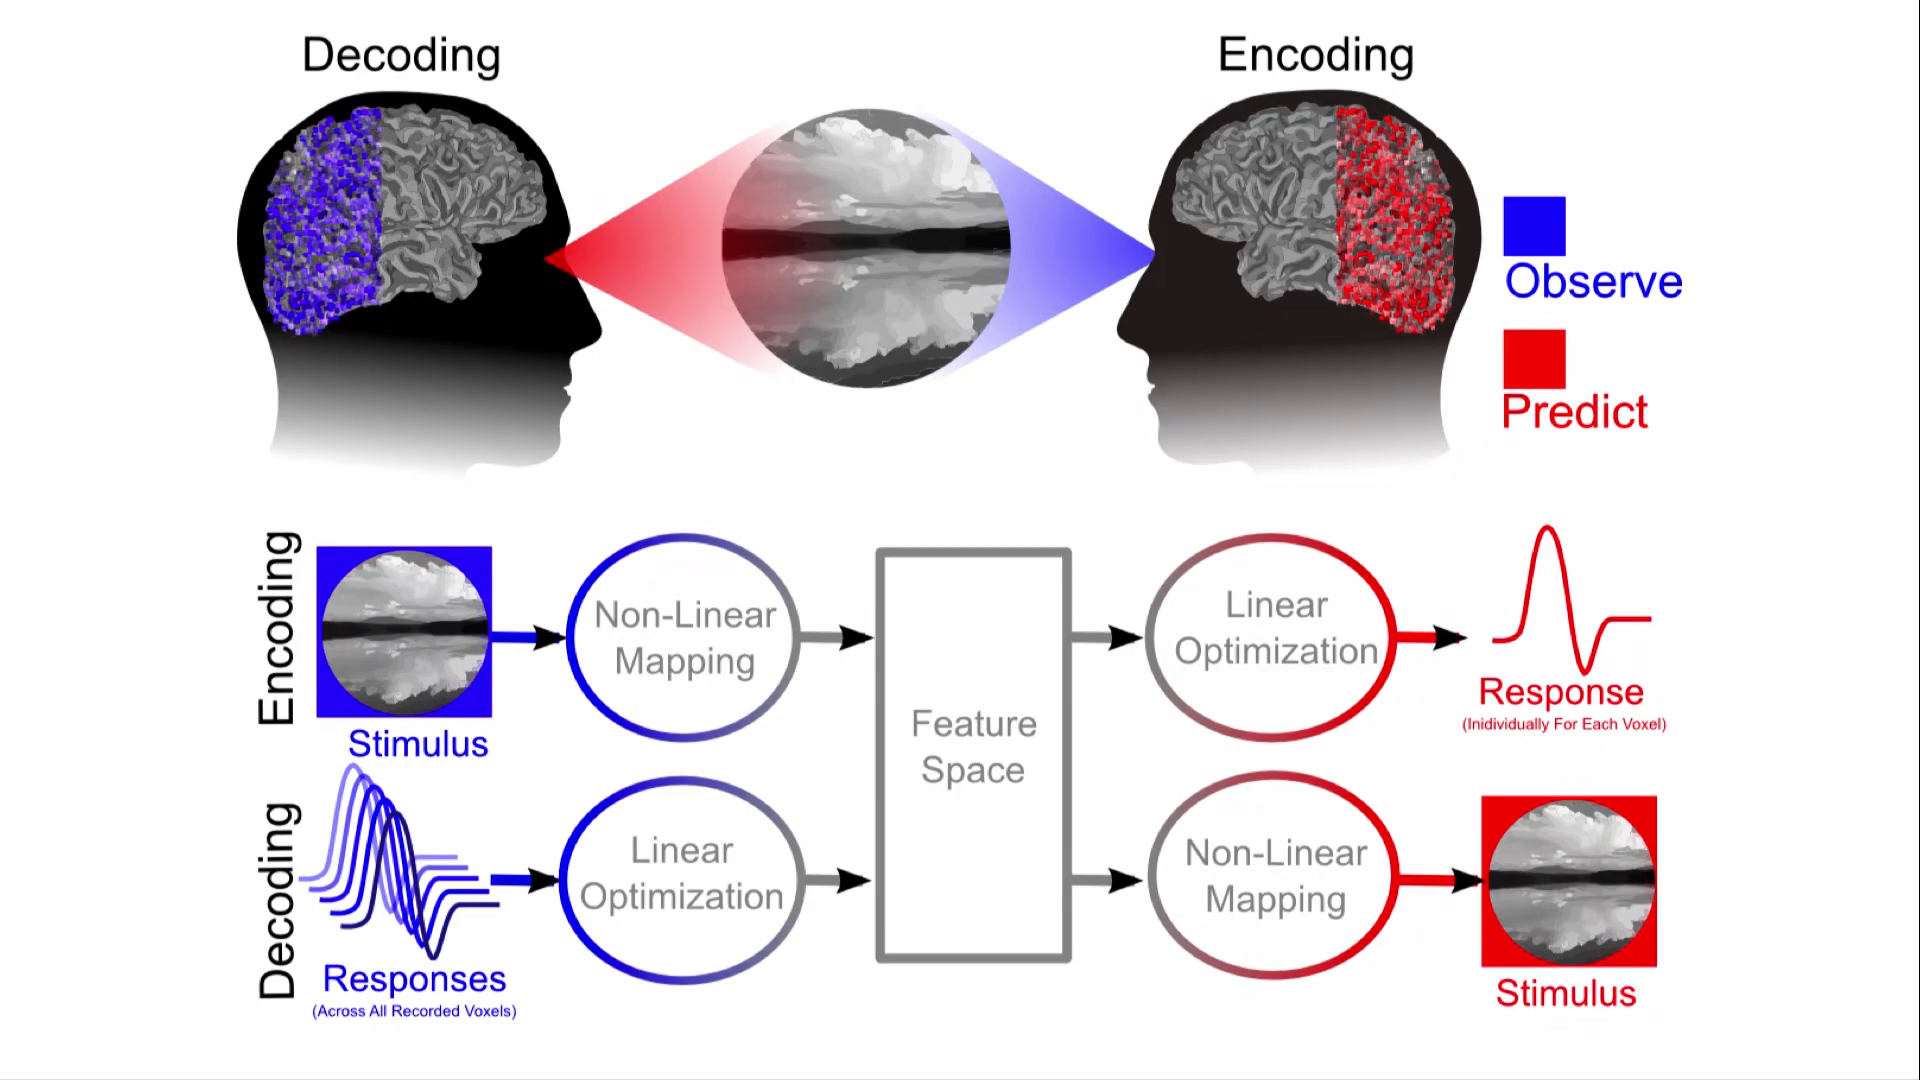 Decoding
Encoding
Observe
Predict
Encoding
Stimulus
Non-Linear
Mapping
Feature
Space
Linear
Optimization
Response
(Inidividually For Each Voxel)
Decoding
Responses
(Across All Recorded Voxels)
Linear
Optimization
Non-Linear
Mapping
Stimulus